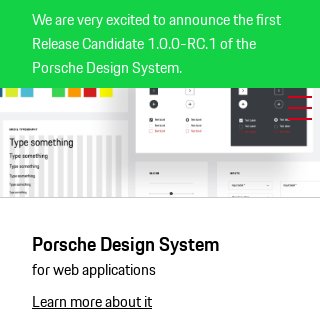 We are very excited to announce the first
Release Candidate 1.0.0-RC.1 of the
Porsche Design System.
Type something
Type something
Type something
Type something
Type something
Porsche Design System
for web applications
Learn more about it